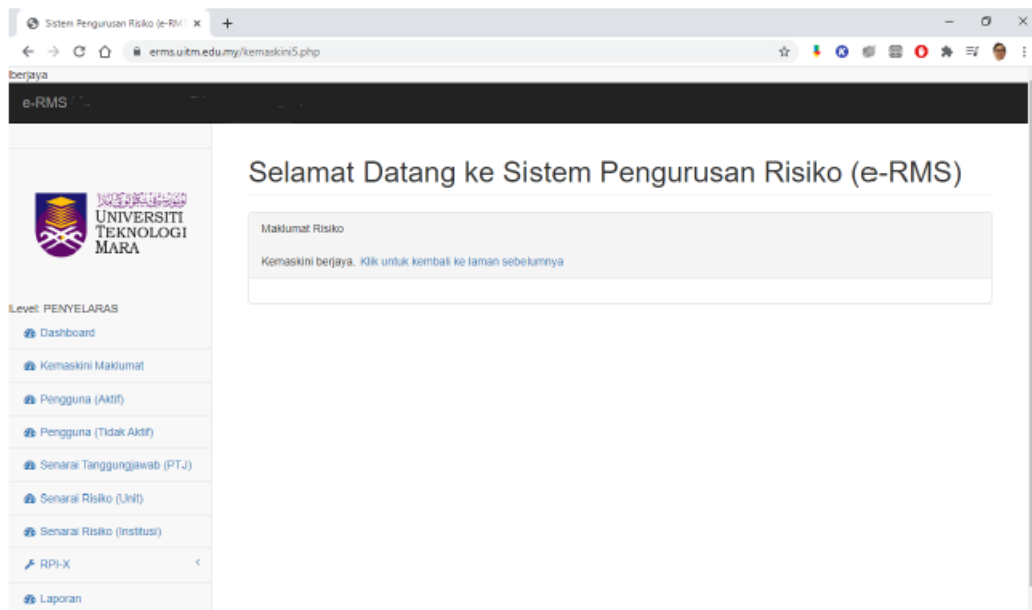 Sistem Pengurusan Risiko (e-RM
erms.uitm.edu.my/kemaskini5.php
berjaya
e-RMS
Selamat Datang ke Sistem Pengurusan Risiko (e-RMS)
UNIVERSITI
TEKNOLOGI
MARA
Maklumat Risiko
Kemaskini berjaya. Klik untuk kembali ke laman sebelumnya
Level: PENYELARAS
Dashboard
Kemaskini Maklumat
Pengguna (Aktif)
Pengguna (Tidak Aktif)
Senarai Tanggungjawab (PTJ)
Senarai Risiko (Unit)
Senarai Risiko (Institusi)
RPI-X
Laporan